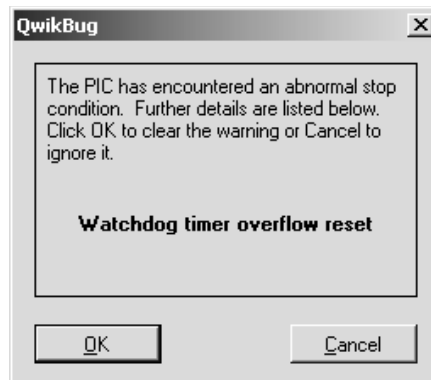 QwikBug
The PIC has encountered an abnormal stop
condition.  Further details are listed below.
Click OK to clear the warning or Cancel to
ignore it.
Watchdog timer overflow reset
OK
Cancel